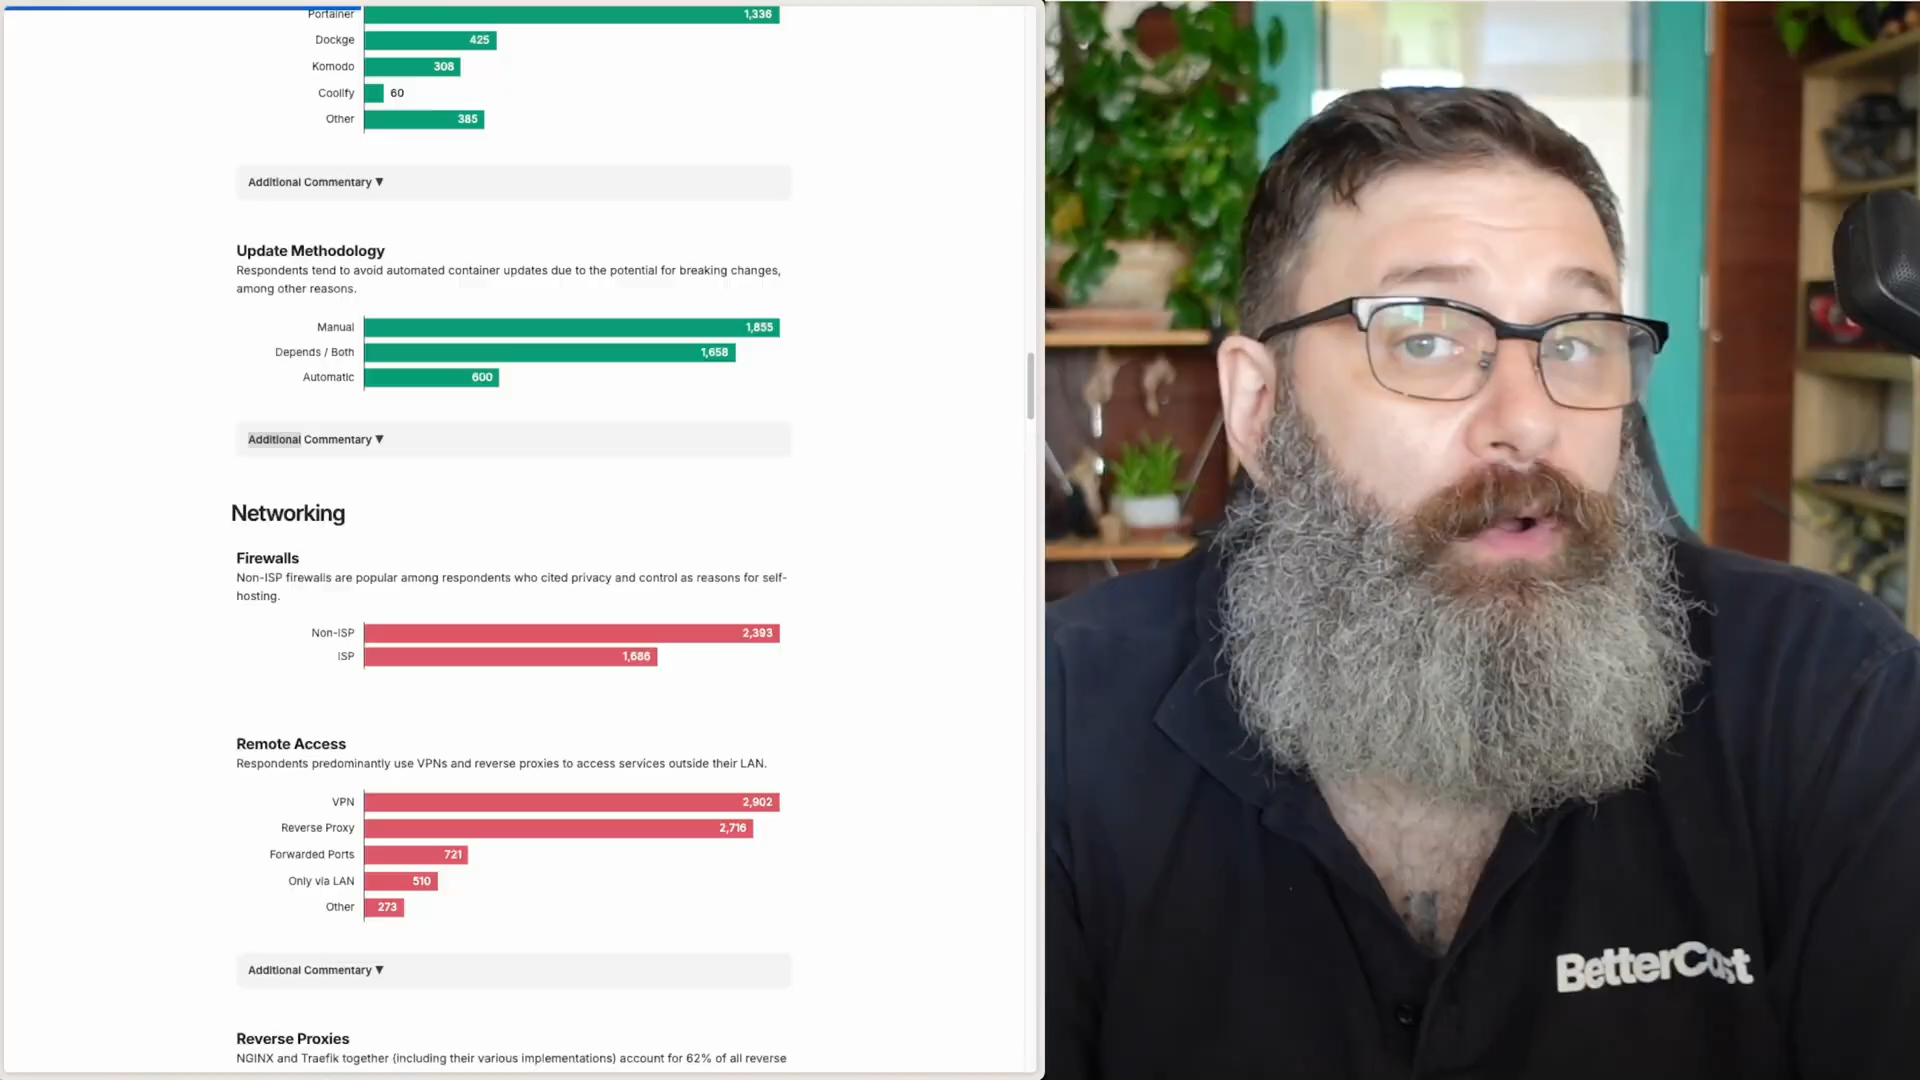 Portainer 1,336
Dockge 425
Komodo 308
Coolify 60
Other 385
Additional Commentary ▼
Update Methodology
Respondents tend to avoid automated container updates due to the potential for breaking changes,
among other reasons.
Manual 1,855
Depends / Both 1,658
Automatic 600
Additional Commentary ▼
Networking
Firewalls
Non-ISP firewalls are popular among respondents who cited privacy and control as reasons for self-
hosting.
Non-ISP 2,393
ISP 1,686
Remote Access
Respondents predominantly use VPNs and reverse proxies to access services outside their LAN.
VPN 2,902
Reverse Proxy 2,716
Forwarded Ports 721
Only via LAN 510
Other 273
Additional Commentary ▼
Reverse Proxies
NGINX and Traefik together (including their various implementations) account for 62% of all reverse
BetterCast